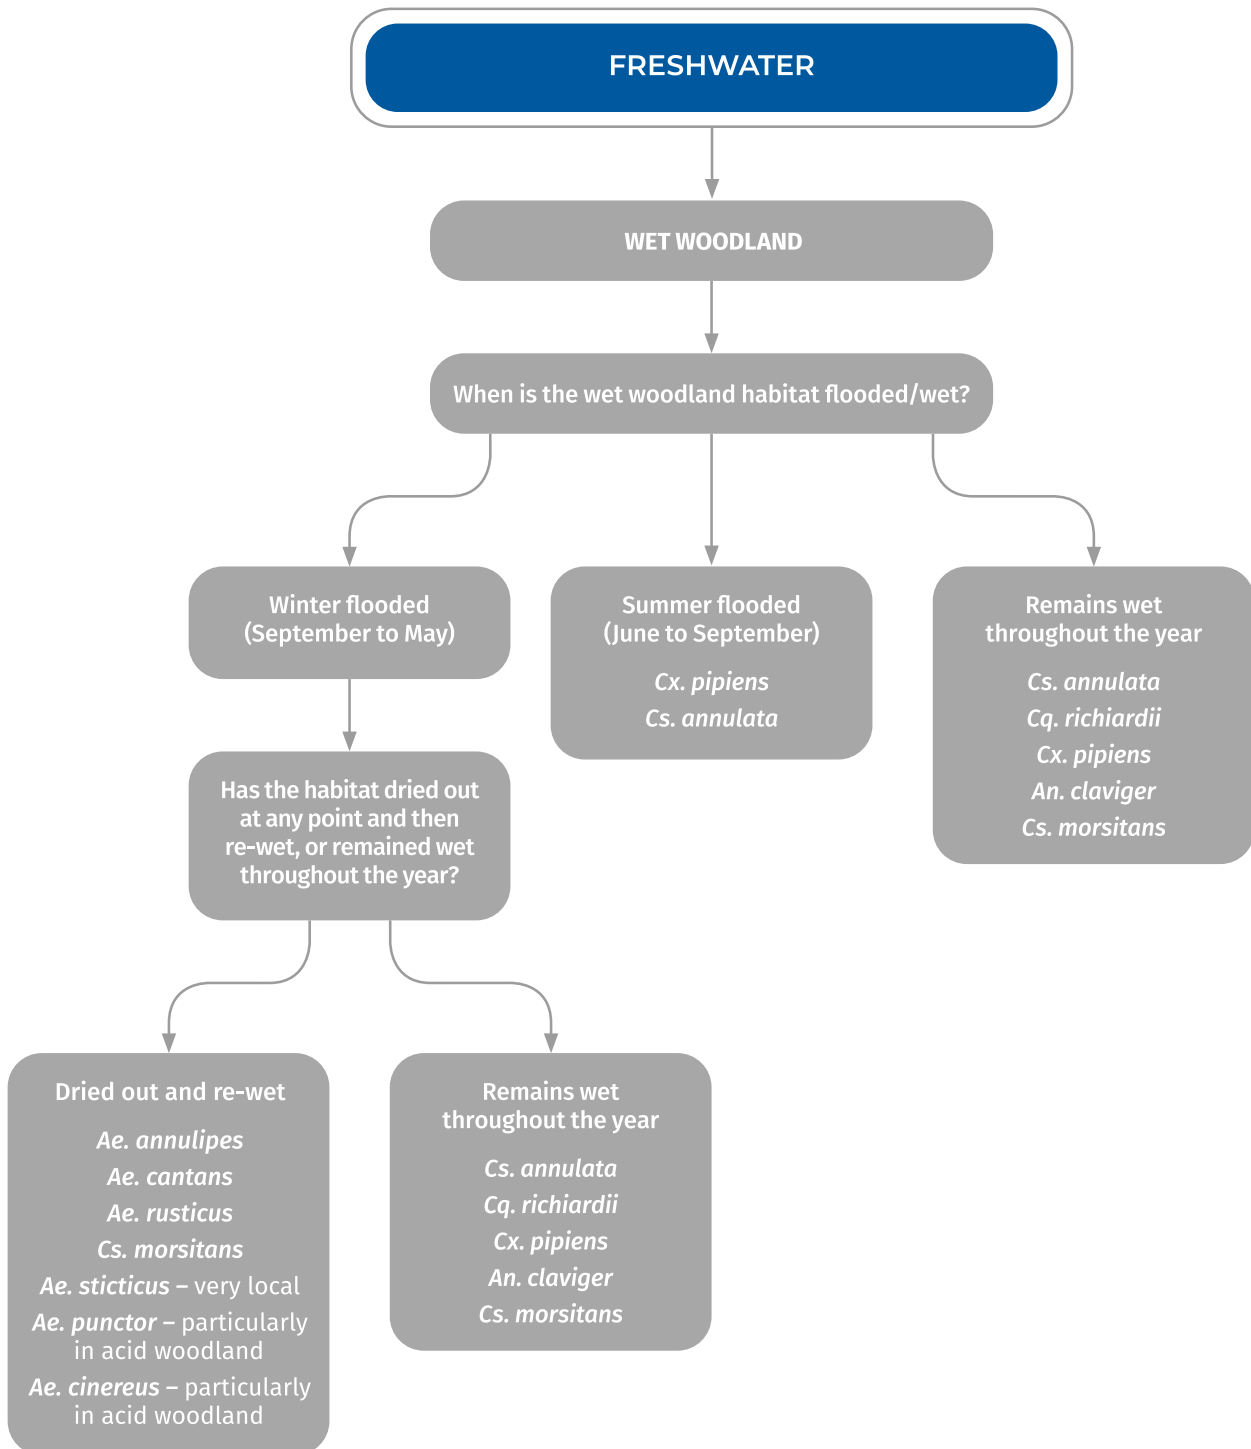 FRESHWATER
WET WOODLAND
When is the wet woodland habitat flooded/wet?
Winter flooded
(September to May)
Summer flooded
(June to September)
Cx. pipiens
Cs. annulata
Remains wet
throughout the year
Cs. annulata
Cq. richiardii
Cx. pipiens
An. claviger
Cs. morsitans
Has the habitat dried out
at any point and then
re-wet, or remained wet
throughout the year?
Dried out and re-wet
Ae. annulipes
Ae. cantans
Ae. rusticus
Cs. morsitans
Ae. sticticus – very local
Ae. punctor – particularly
in acid woodland
Ae. cinereus – particularly
in acid woodland
Remains wet
throughout the year
Cs. annulata
Cq. richiardii
Cx. pipiens
An. claviger
Cs. morsitans